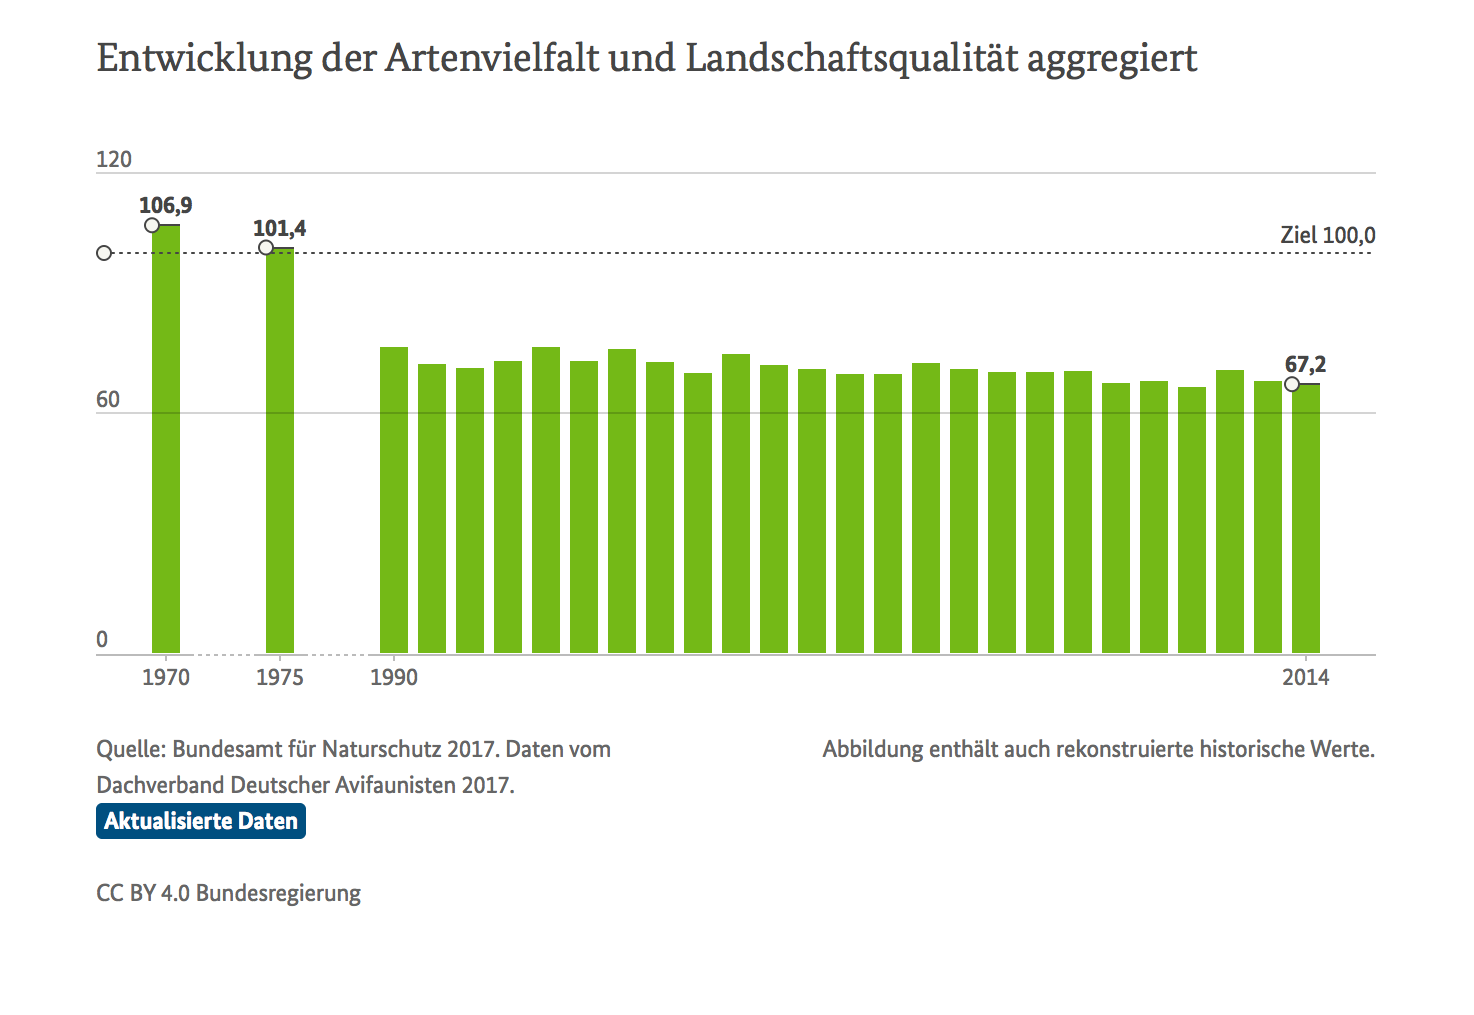 Entwicklung der Artenvielfalt und Landschaftsqualität aggregiert
120
106,9
101,4
Ziel 100,0
67,2
60
0
1970
1975
1990
2014
Quelle: Bundesamt für Naturschutz 2017. Daten vom
Dachverband Deutscher Avifaunisten 2017.
Abbildung enthält auch rekonstruierte historische Werte.
Aktualisierte Daten
CC BY 4.0 Bundesregierung